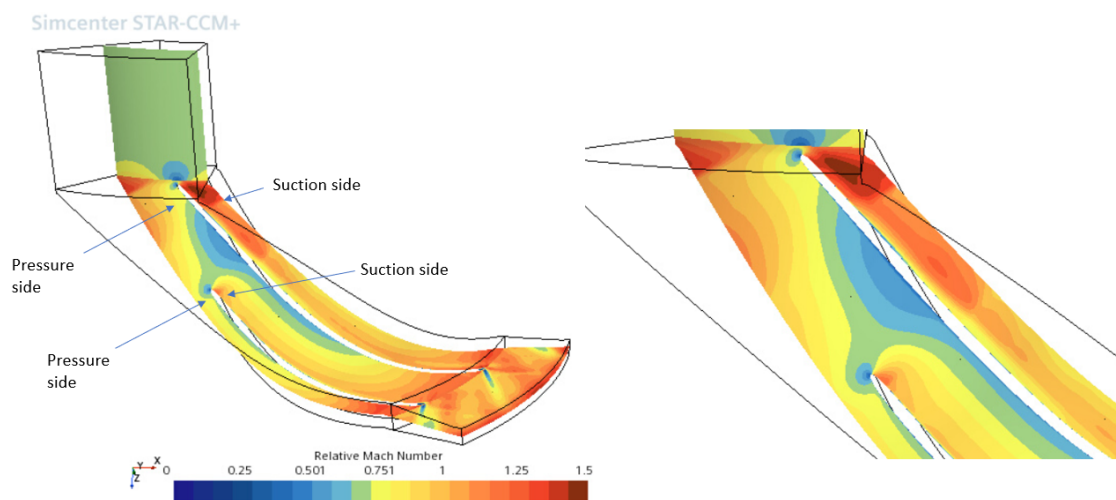 Simcenter STAR-CCM+
Suction side
Pressure
side
Suction side
Pressure
side
Relative Mach Number
Y X
Z
0 0.25 0.501 0.751 1 1.25 1.5